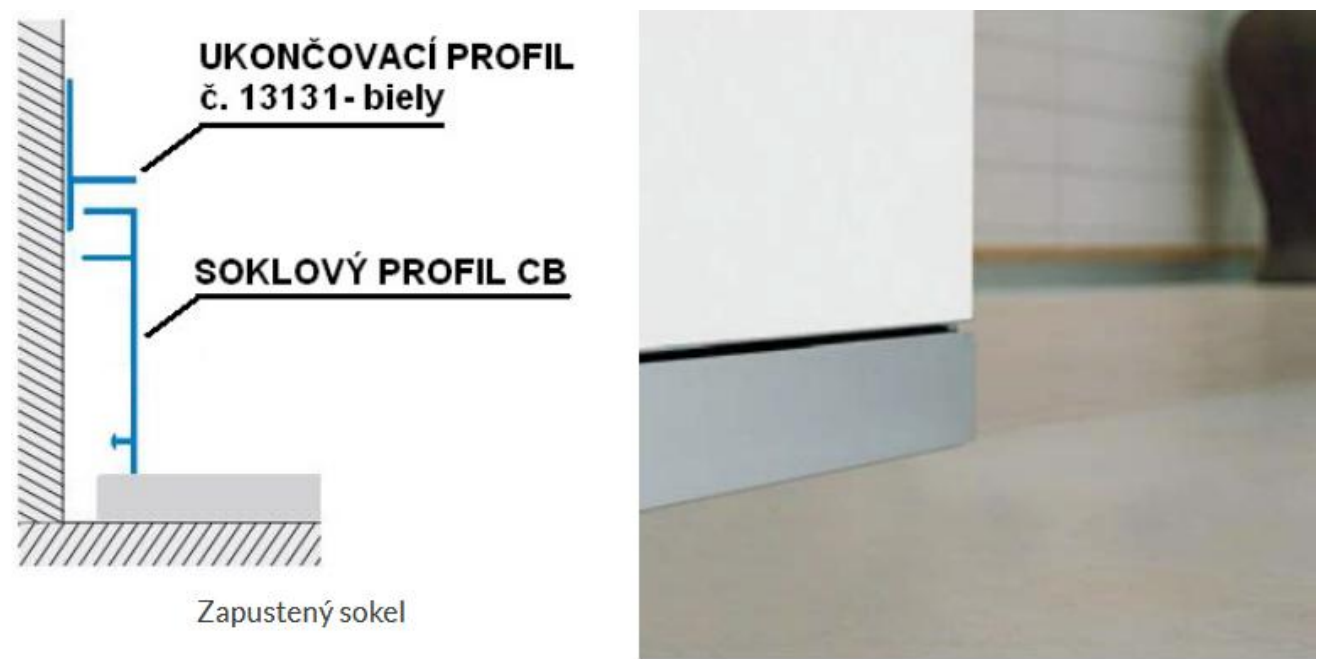 UKONČOVACÍ PROFIL
č. 13131- biely
SOKLOVÝ PROFIL CB
Zapustený sokel